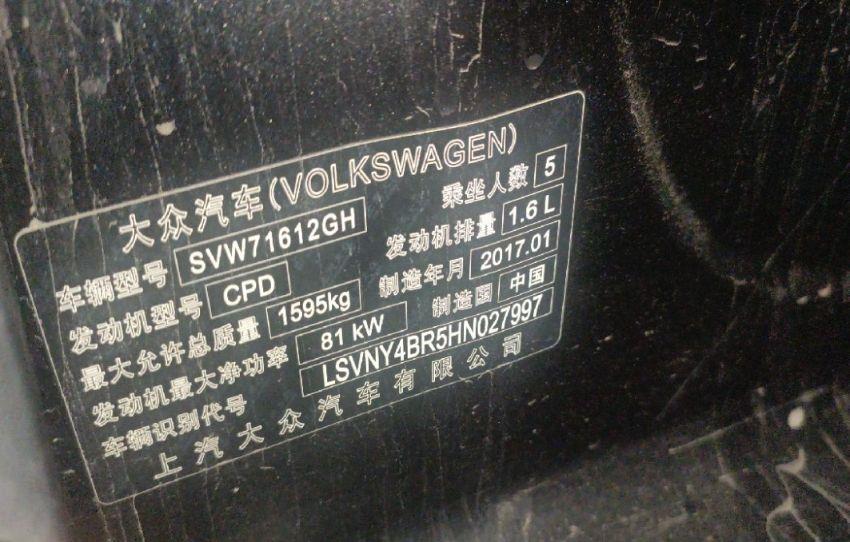 大众汽车(VOLKSWAGEN)
车辆型号 SVW71612GH 乘坐人数 5
发动机型号 CPD 发动机排量 1.6 L
最大允许总质量 1595kg 制造年月 2017.01
发动机最大净功率 81 kW 制造国 中国
车辆识别代号 LSVNY4BR5HN027997
上汽大众汽车有限公司